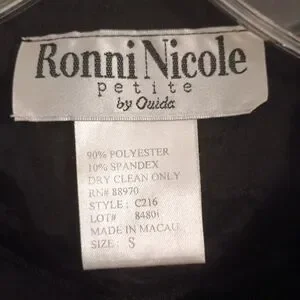 Ronni Nicole
petite
by Ouida
90% POLYESTER
10% SPANDEX
DRY CLEAN ONLY
RN# 88970
STYLE : C216
LOT# 8480i
MADE IN MACAU
SIZE : S